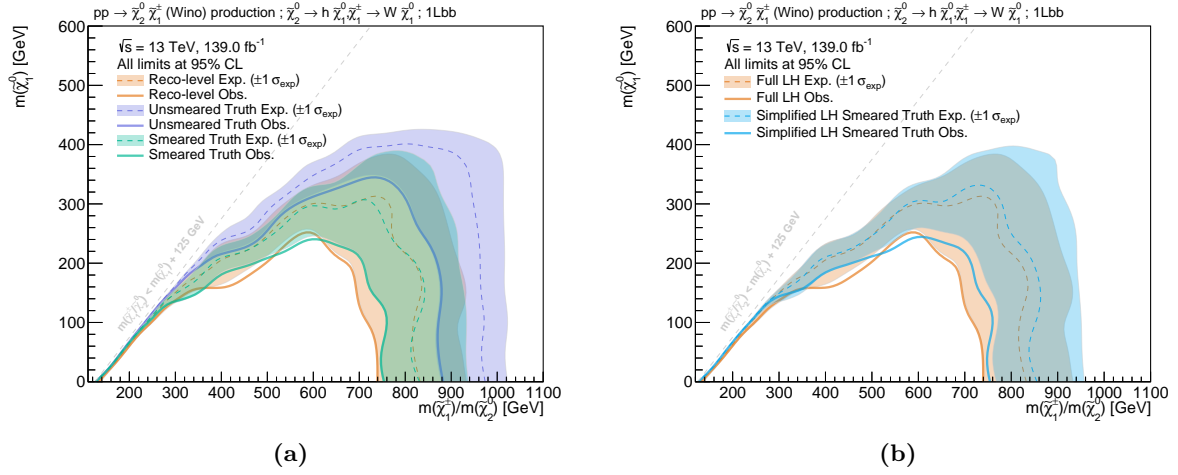 pp → χ̃⁰₂ χ̃±₁ (Wino) production ; χ̃⁰₂ → h χ̃⁰₁,χ̃±₁ → W χ̃⁰₁ ; 1Lbb
m(χ̃⁰₁) [GeV]
600
500
400
300
200
100
0
√s = 13 TeV, 139.0 fb⁻¹
All limits at 95% CL
Reco-level Exp. (±1 σexp)
Reco-level Obs.
Unsmeared Truth Exp. (±1 σexp)
Unsmeared Truth Obs.
Smeared Truth Exp. (±1 σexp)
Smeared Truth Obs.
m(χ̃±₁/χ̃⁰₂) < m(χ̃⁰₁) + 125 GeV
200 300 400 500 600 700 800 900 1000 1100
m(χ̃±₁)/m(χ̃⁰₂) [GeV]
(a)
pp → χ̃⁰₂ χ̃±₁ (Wino) production ; χ̃⁰₂ → h χ̃⁰₁,χ̃±₁ → W χ̃⁰₁ ; 1Lbb
m(χ̃⁰₁) [GeV]
600
500
400
300
200
100
0
√s = 13 TeV, 139.0 fb⁻¹
All limits at 95% CL
Full LH Exp. (±1 σexp)
Full LH Obs.
Simplified LH Smeared Truth Exp. (±1 σexp)
Simplified LH Smeared Truth Obs.
m(χ̃±₁/χ̃⁰₂) < m(χ̃⁰₁) + 125 GeV
200 300 400 500 600 700 800 900 1000 1100
m(χ̃±₁)/m(χ̃⁰₂) [GeV]
(b)